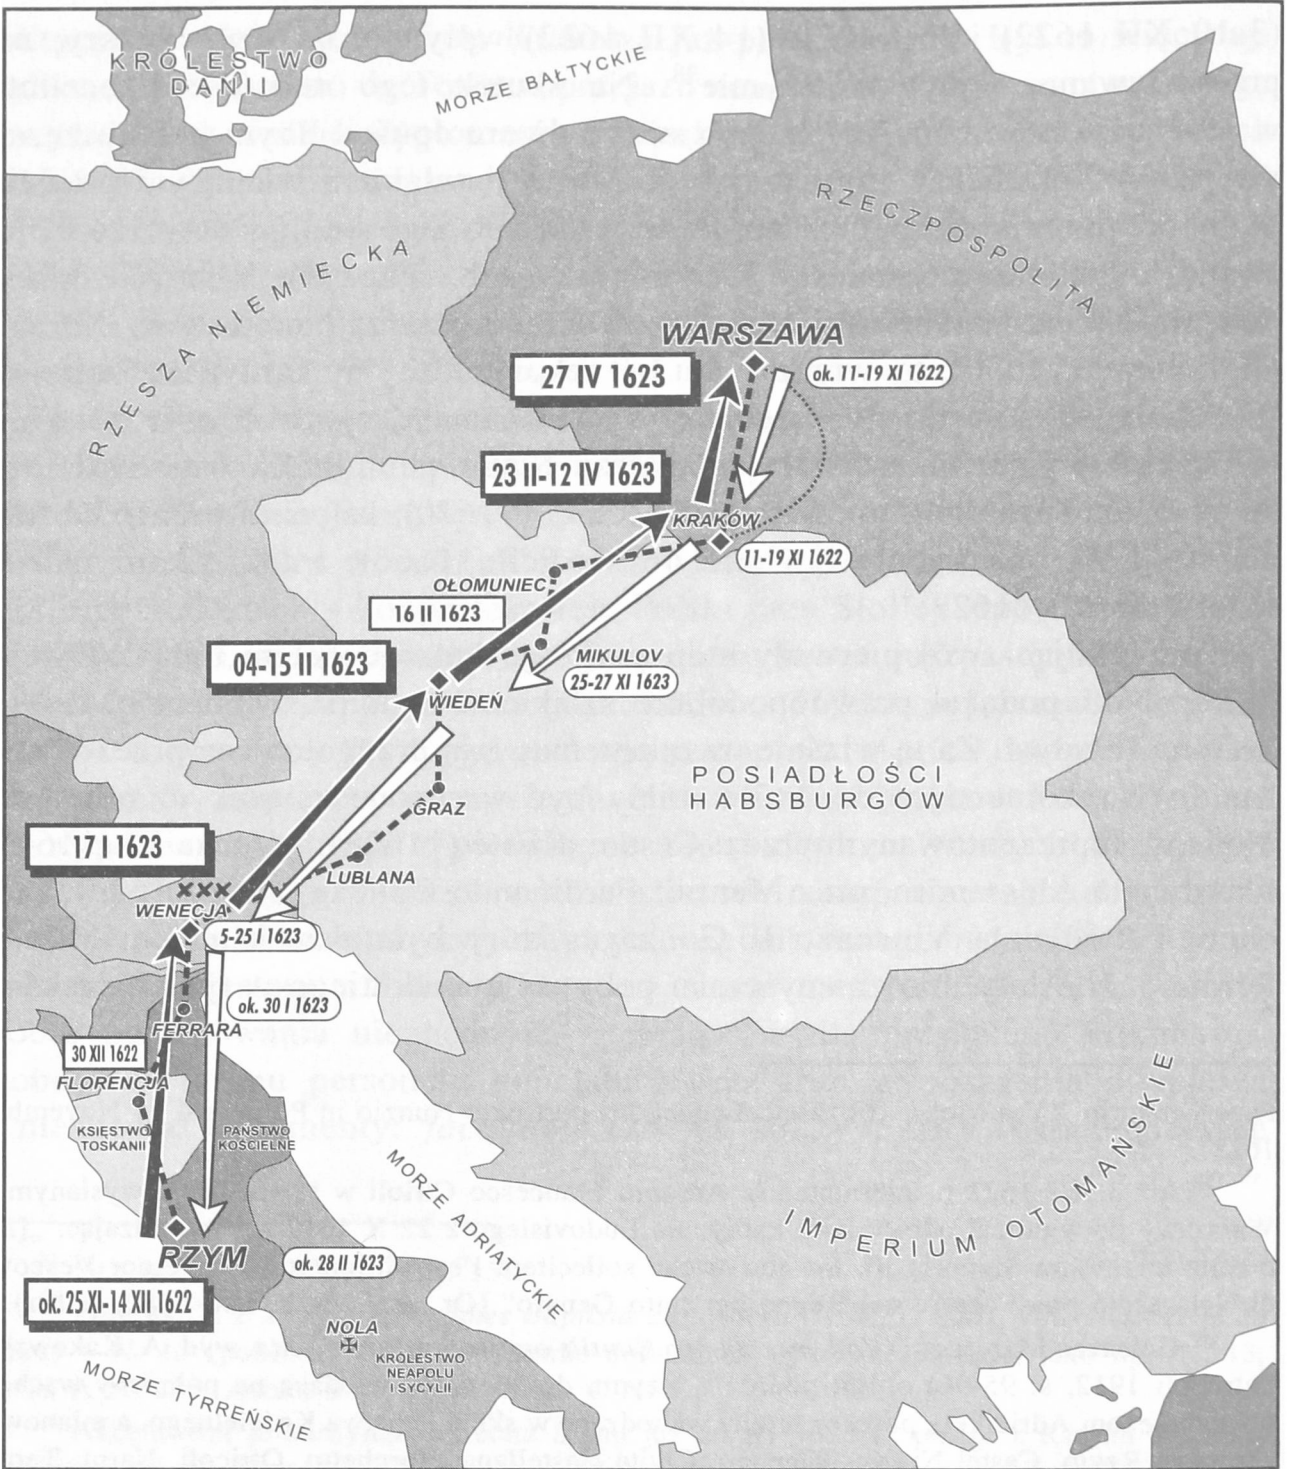 KRÓLESTWO
DANII
MORZE BAŁTYCKIE
RZECZPOSPOLITA
RZESZA NIEMIECKA
WARSZAWA
27 IV 1623
ok. 11-19 XI 1622
23 II-12 IV 1623
KRAKÓW
11-19 XI 1622
OŁOMUNIEC
16 II 1623
04-15 II 1623
MIKULOV
25-27 XI 1623
WIEDEŃ
POSIADŁOŚCI
HABSBURGÓW
GRAZ
17 I 1623
LUBLANA
WENECJA
5-25 I 1623
ok. 30 I 1623
FERRARA
30 XII 1622
FLORENCJA
KSIĘSTWO
TOSKANII
PAŃSTWO
KOŚCIELNE
MORZE ADRIATYCKIE
IMPERIUM OTOMAŃSKIE
RZYM
ok. 28 II 1623
ok. 25 XI-14 XII 1622
NOLA
KRÓLESTWO
NEAPOLU
I SYCYLII
MORZE TYRREŃSKIE